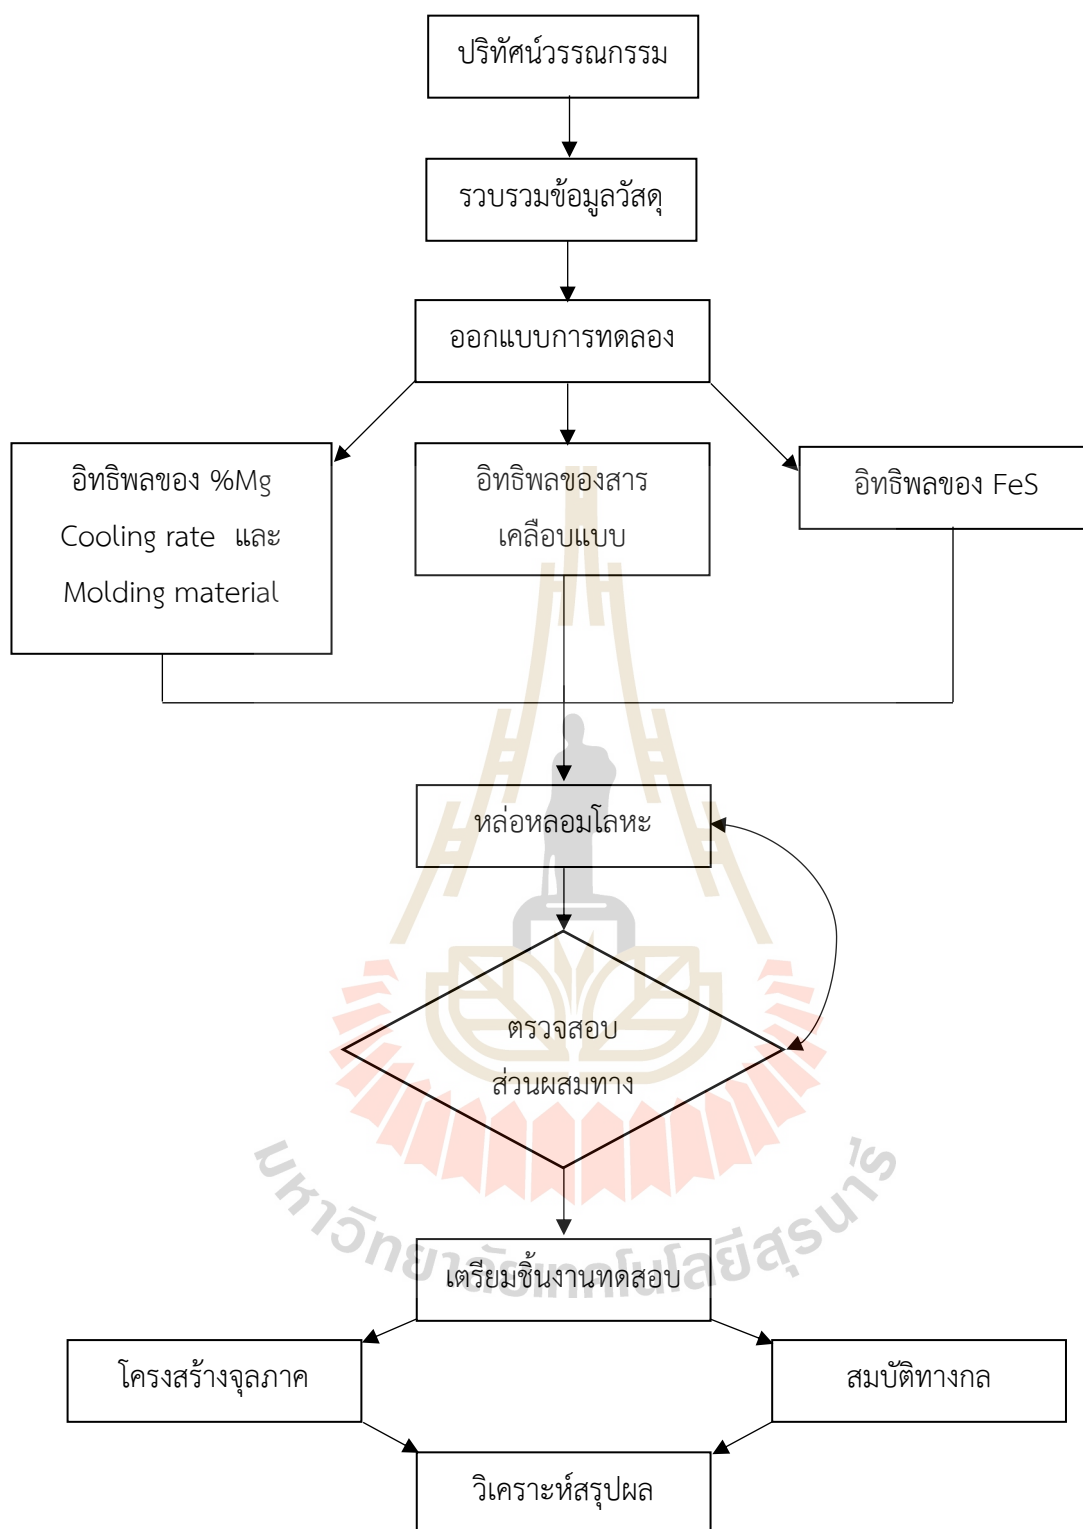 ปริทัศน์วรรณกรรม
รวบรวมข้อมูลวัสดุ
ออกแบบการทดลอง
อิทธิพลของ %Mg
Cooling rate และ
Molding material
อิทธิพลของสาร
เคลือบแบบ
อิทธิพลของ FeS
หล่อหลอมโลหะ
ตรวจสอบ
ส่วนผสมทาง
มหาวิทยาลัยเทคโนโลยีสุรนารี
เตรียมชิ้นงานทดสอบ
โครงสร้างจุลภาค
สมบัติทางกล
วิเคราะห์สรุปผล